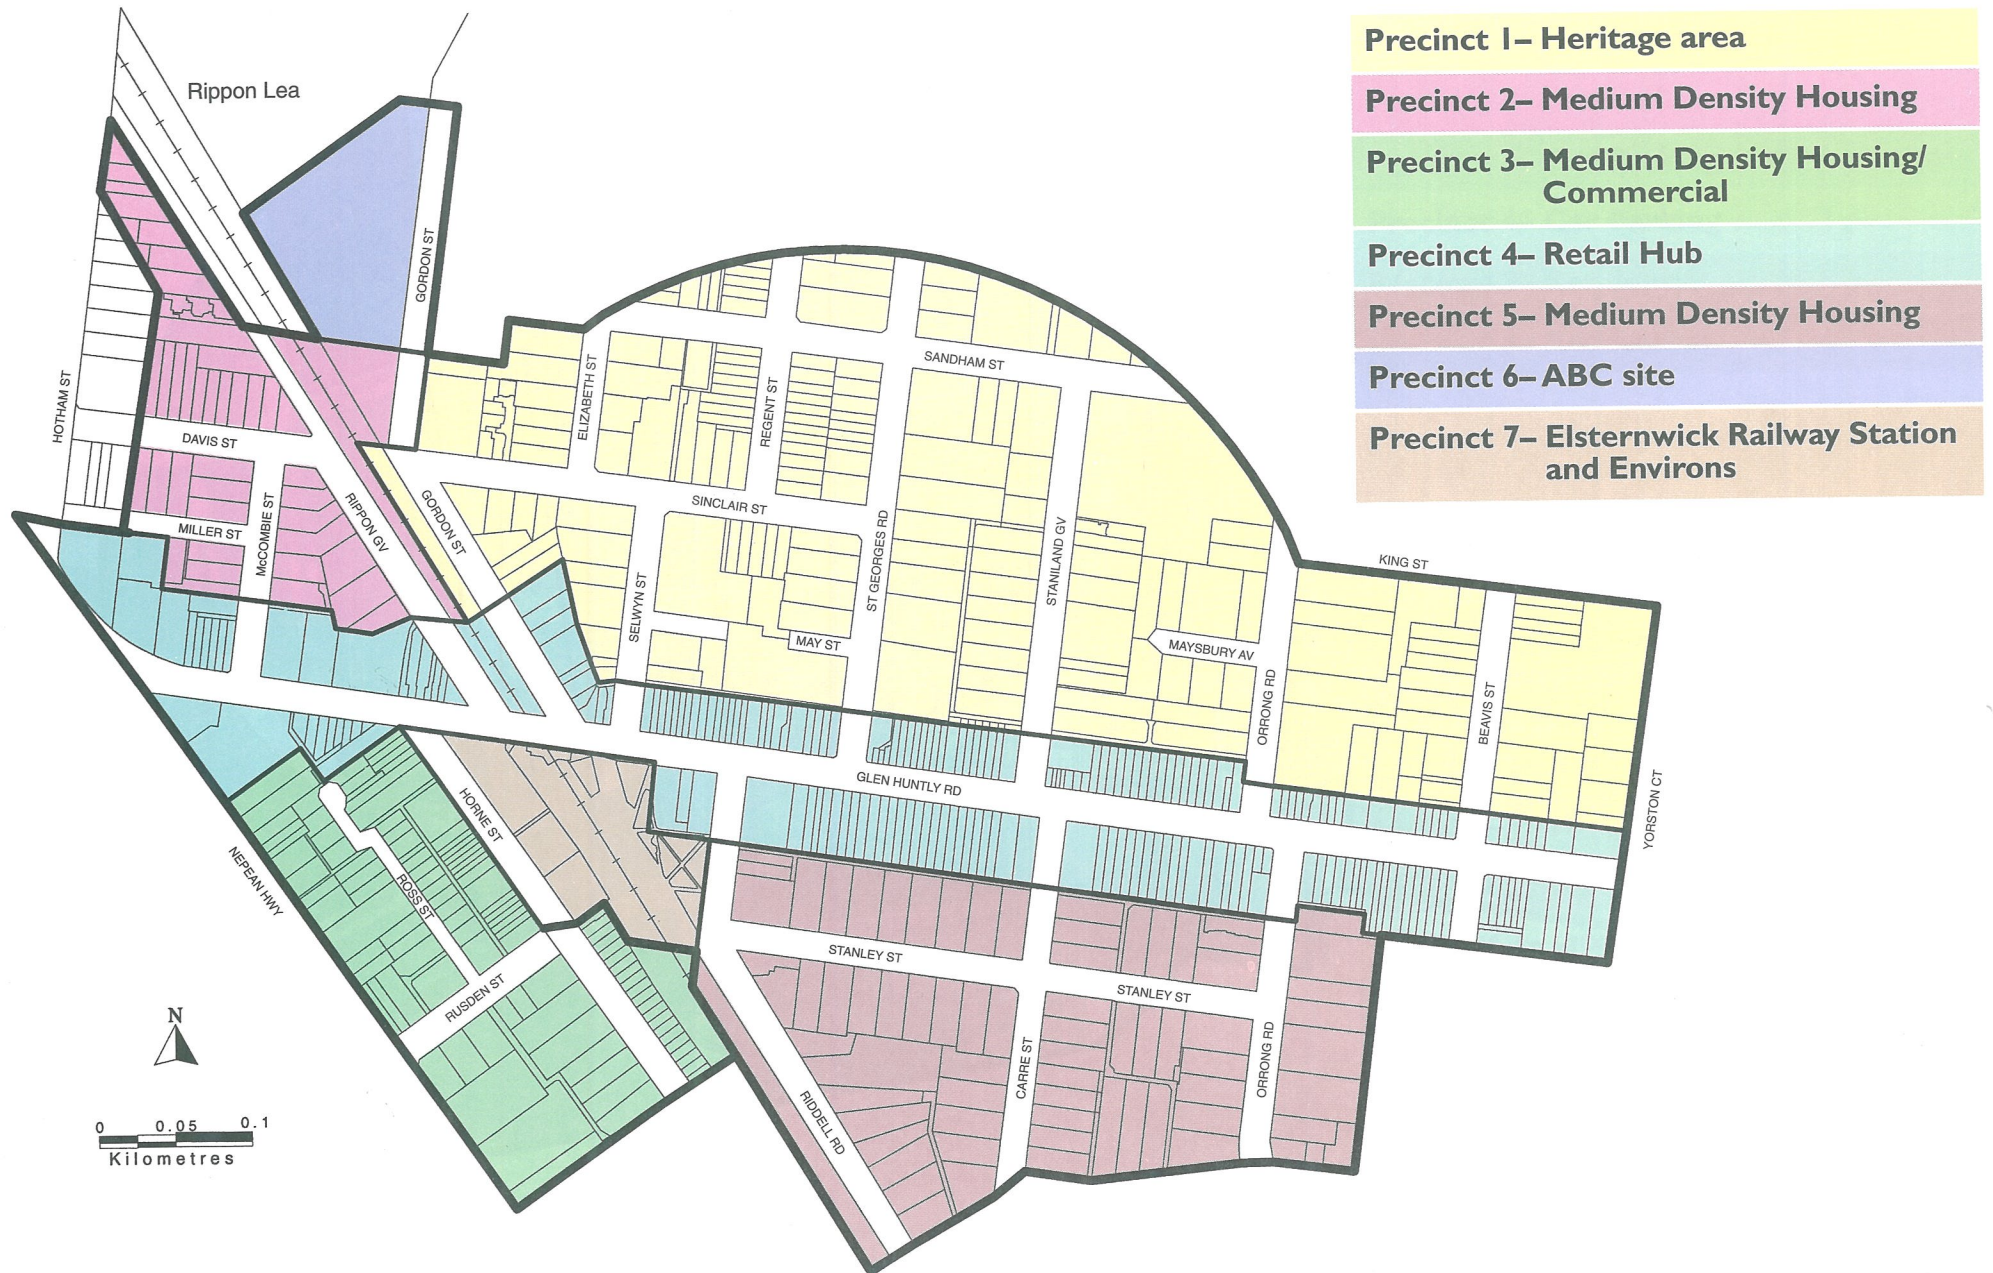 Precinct 1– Heritage area
Precinct 2– Medium Density Housing
Precinct 3– Medium Density Housing/
Commercial
Precinct 4– Retail Hub
Precinct 5– Medium Density Housing
Precinct 6– ABC site
Precinct 7– Elsternwick Railway Station
and Environs
Rippon Lea
GORDON ST
HOTHAM ST
DAVIS ST
MILLER ST
McCOMBIE ST
RIPPON GV
GORDON ST
ELIZABETH ST
REGENT ST
SANDHAM ST
SINCLAIR ST
ST GEORGES RD
STANILAND GV
SELWYN ST
MAY ST
MAYSBURY AV
ORRONG RD
KING ST
BEAVIS ST
YORSTON CT
GLEN HUNTLY RD
HORNE ST
NEPEAN HWY
ROSS ST
RUSDEN ST
STANLEY ST
STANLEY ST
CARRE ST
ORRONG RD
RIDDELL RD
N
0 0.05 0.1
Kilometres